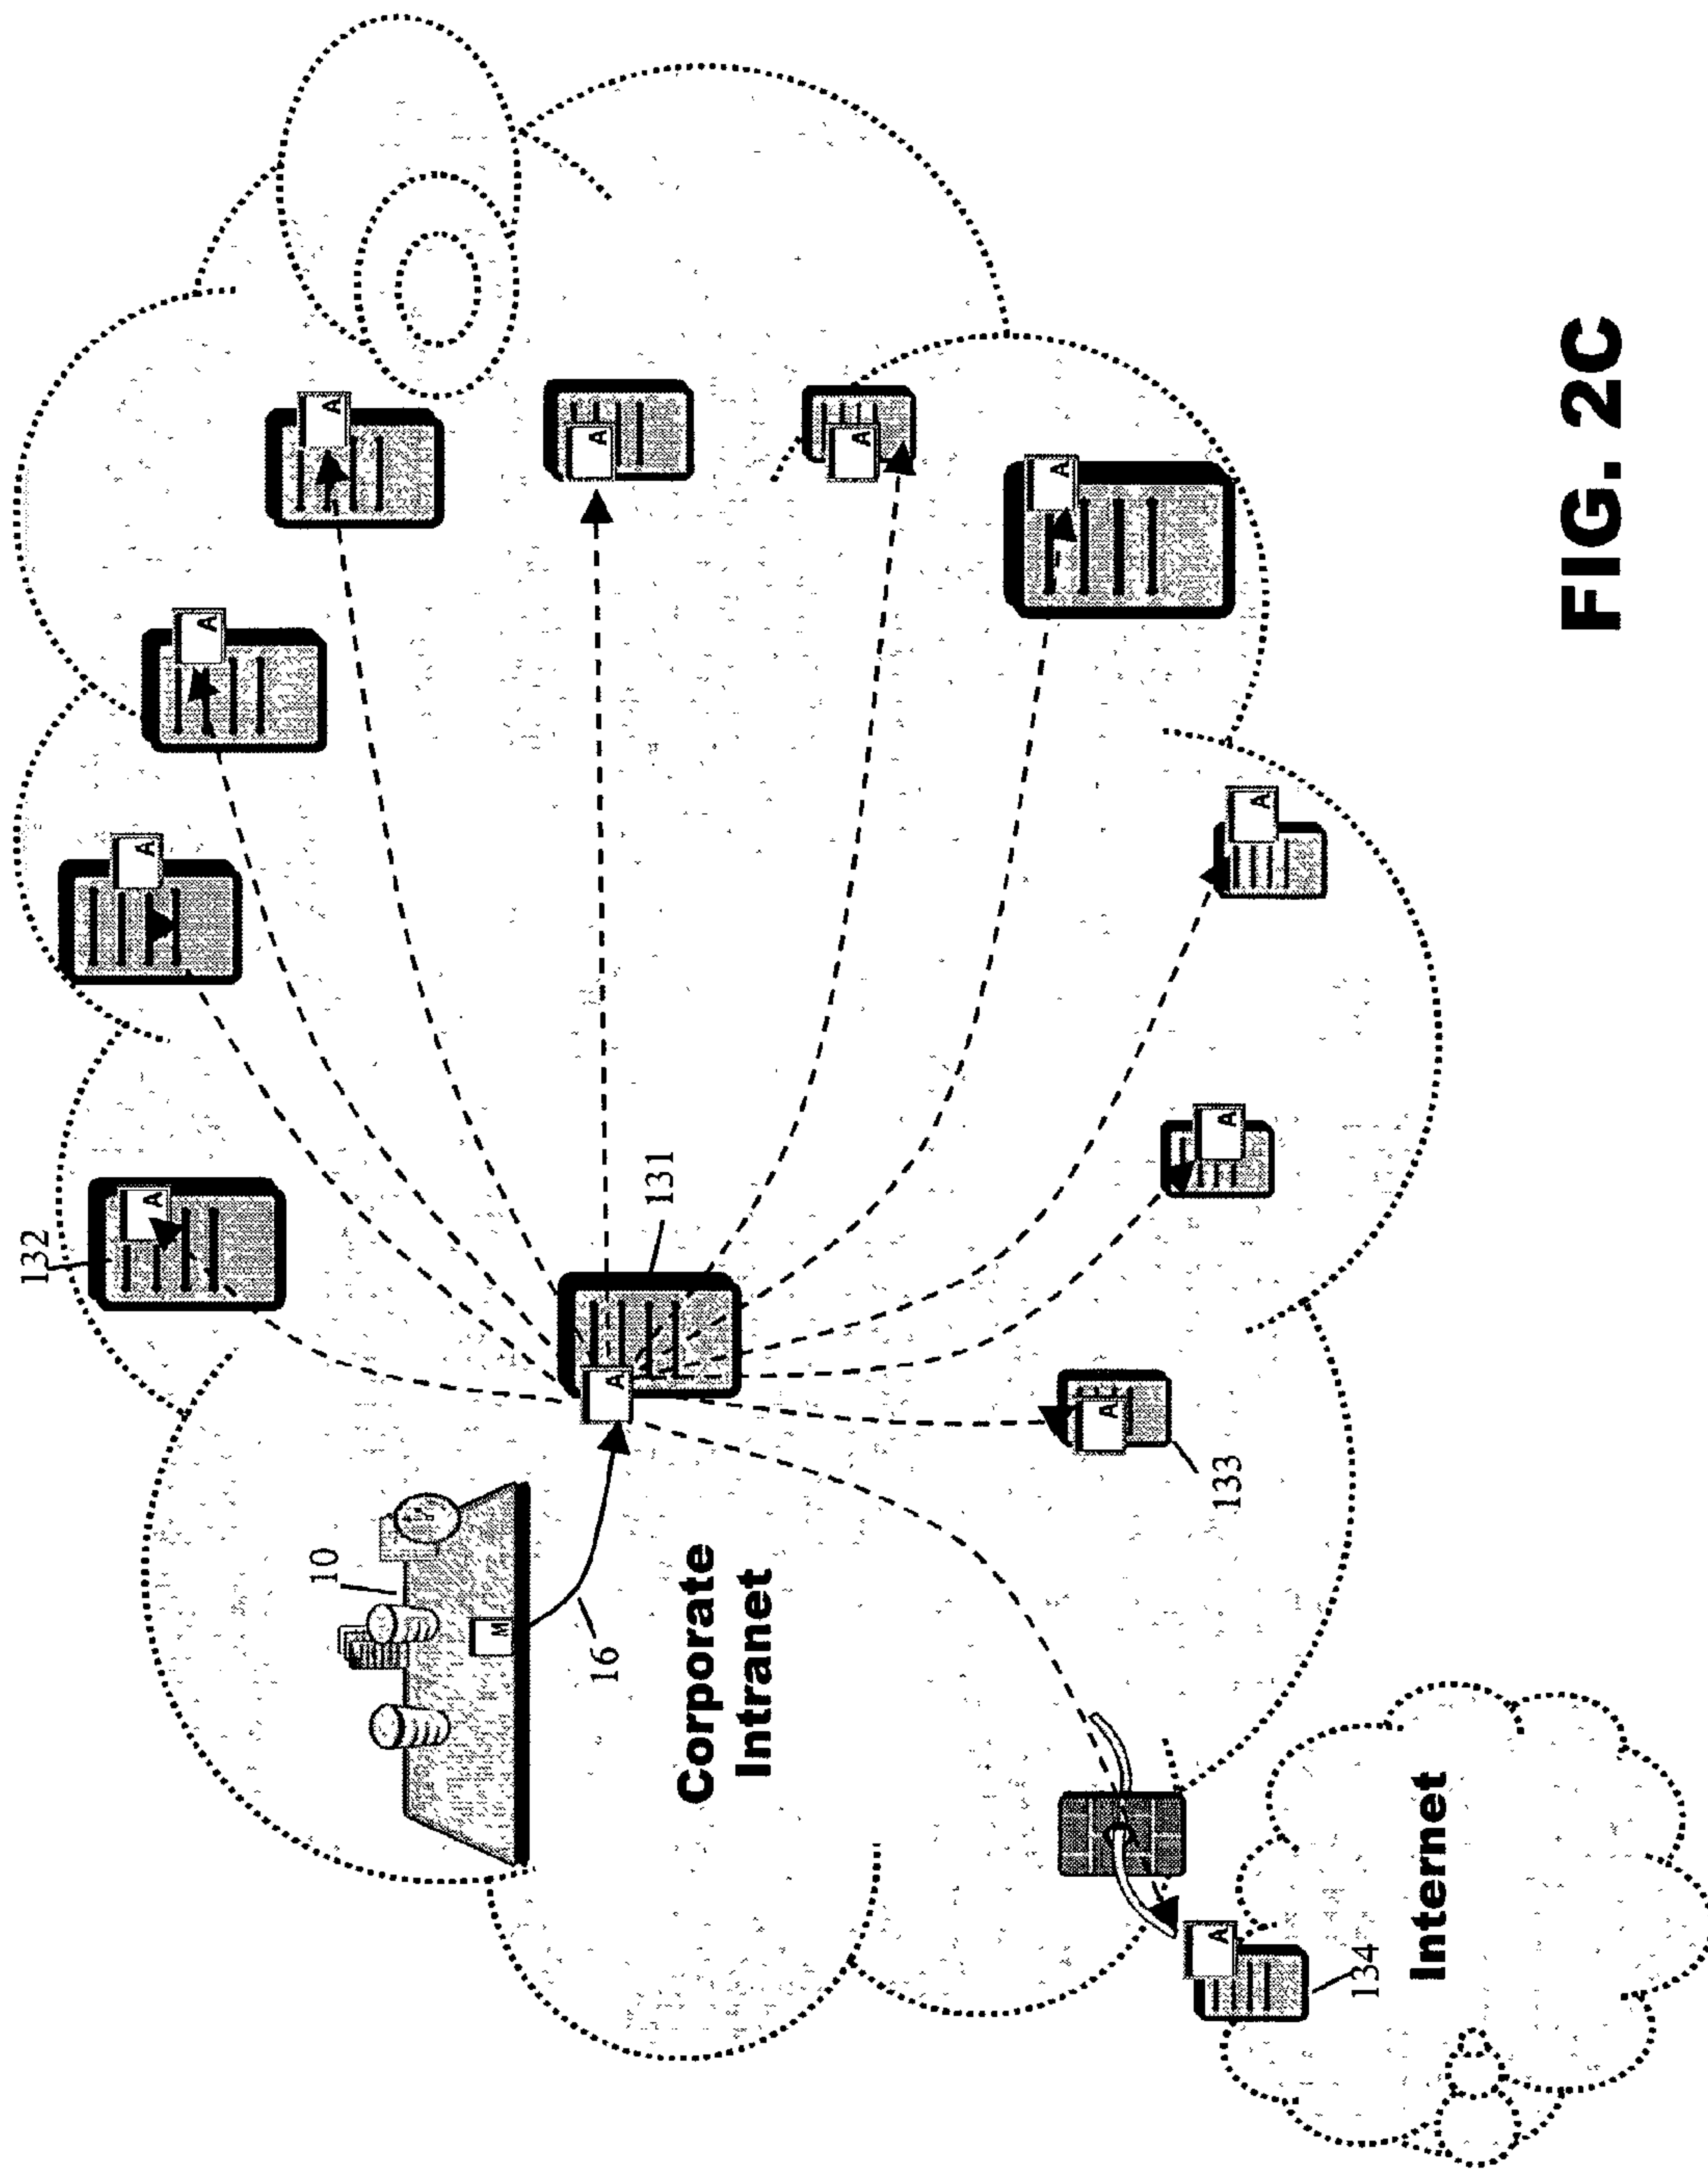 132
A
A
A
10
A
M
A
16
A
131
Corporate
Intranet
A
A
A
A
A
133
A
134
Internet
FIG. 2C